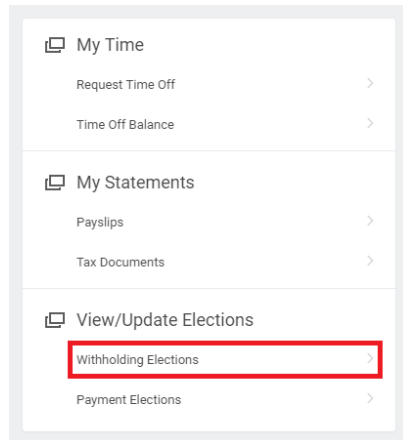 My Time
Request Time Off
Time Off Balance
My Statements
Payslips
Tax Documents
View/Update Elections
Withholding Elections
Payment Elections